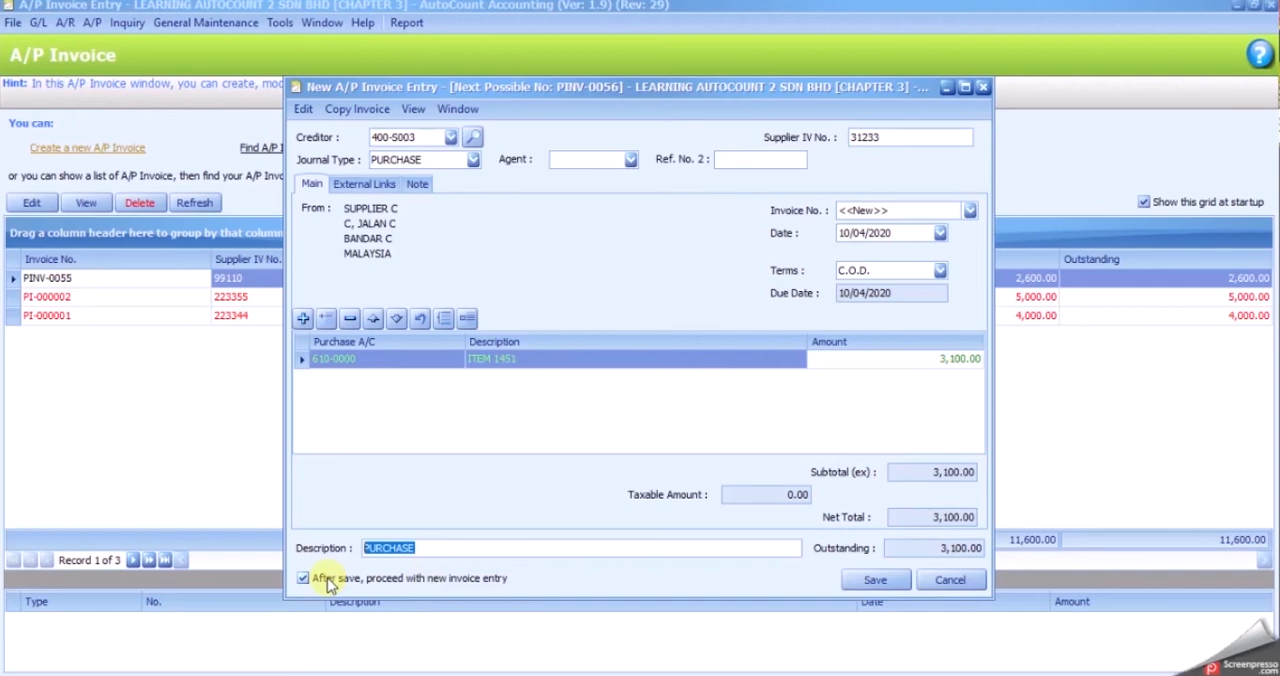 A/P Invoice Entry - LEARNING AUTOCOUNT 2 SDN BHD [CHAPTER 3] - AutoCount Accounting (Ver: 1.9) (Rev: 29)
File G/L A/R A/P Inquiry General Maintenance Tools Window Help Report
A/P Invoice
Hint: In this A/P Invoice window, you can create, mod
New A/P Invoice Entry - [Next Possible No: PINV-0056] - LEARNING AUTOCOUNT 2 SDN BHD [CHAPTER 3] -...
Edit Copy Invoice View Window
You can:
Create a new A/P Invoice Find A/P I
or you can show a list of A/P Invoice, then find your A/P Invo
Edit View Delete Refresh
Show this grid at startup
Creditor : 400-S003 Supplier IV No. : 31233
Journal Type : PURCHASE Agent : Ref. No. 2 :
Main External Links Note
From : SUPPLIER C
C, JALAN C
BANDAR C
MALAYSIA
Invoice No. : <<New>>
Date : 10/04/2020
Terms : C.O.D.
Due Date : 10/04/2020
Drag a column header here to group by that column
Invoice No. Supplier IV No. Outstanding
PINV-0055 99110 2,600.00 2,600.00
PI-000002 223355 5,000.00 5,000.00
PI-000001 223344 4,000.00 4,000.00
Purchase A/C Description Amount
610-0000 ITEM 1451 3,100.00
Subtotal (ex) : 3,100.00
Taxable Amount : 0.00
Net Total : 3,100.00
11,600.00 11,600.00
Description : PURCHASE Outstanding : 3,100.00
Record 1 of 3
After save, proceed with new invoice entry
Save Cancel
Type No. Description Date Amount
Screenpresso
.com